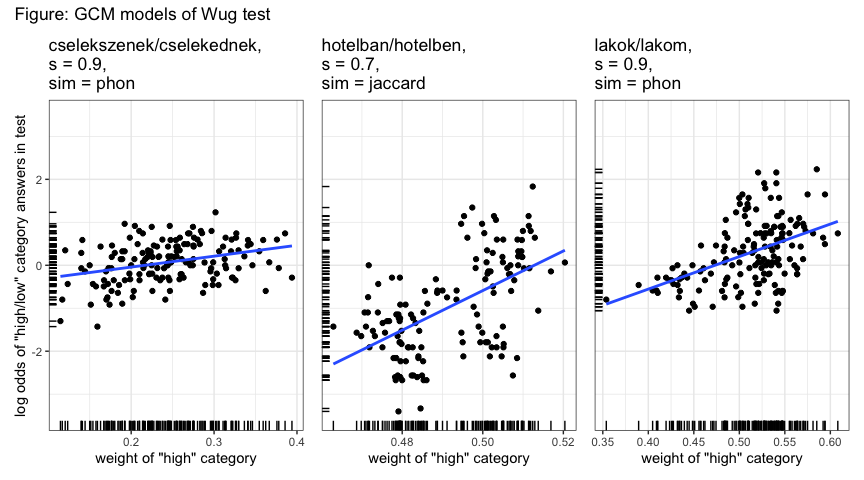 Figure: GCM models of Wug test
cselekszenek/cselekednek,
s = 0.9,
sim = phon
hotelban/hotelben,
s = 0.7,
sim = jaccard
lakok/lakom,
s = 0.9,
sim = phon
log odds of "high/low" category answers in test
2
0
-2
0.2 0.3 0.4
weight of "high" category
0.48 0.50 0.52
weight of "high" category
0.35 0.40 0.45 0.50 0.55 0.60
weight of "high" category